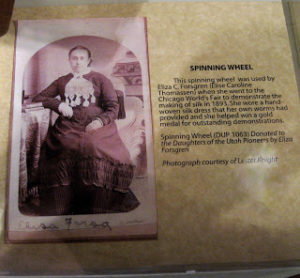 SPINNING WHEEL
This spinning wheel was used by
Eliza C. Forsgren (Elise Caroline
Thomassen) when she went to the
Chicago World's Fair to demonstrate the
making of silk in 1893. She wore a hand-
woven silk dress that her own worms had
provided and she helped win a gold
medal for outstanding demonstrations.
Spinning Wheel (DUP 1063) Donated to
the Daughters of the Utah Pioneers by Eliza
Forsgren
Photograph courtesy of Knight
Eliza